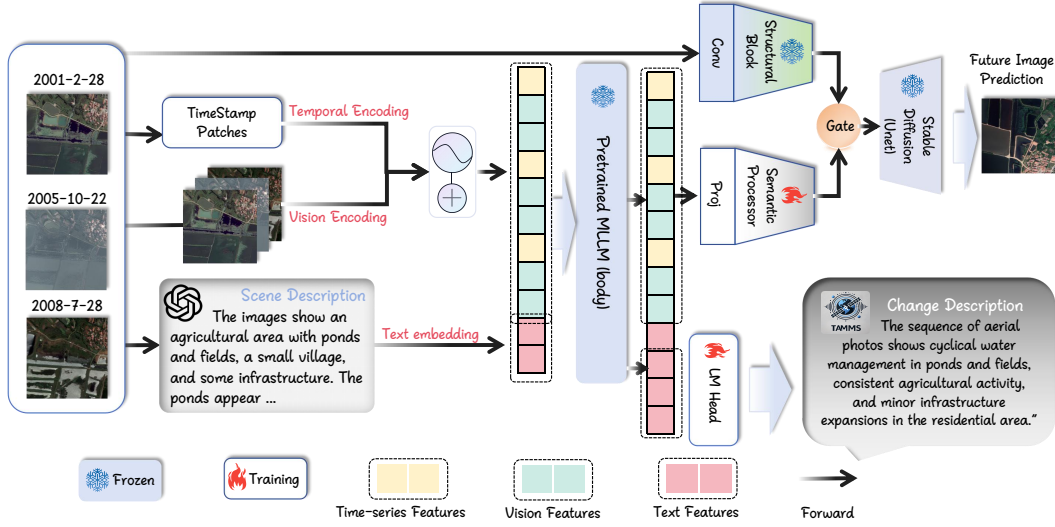 2001-2-28
2005-10-22
2008-7-28
TimeStamp
Patches
Temporal Encoding
Vision Encoding
Scene Description
The images show an
agricultural area with ponds
and fields, a small village,
and some infrastructure. The
ponds appear ...
Text embedding
Pretrained MLLM (body)
Conv
Structural
Block
Proj
Semantic
Processor
Gate
Stable
Diffusion
(Unet)
Future Image
Prediction
LM Head
TAMMS
Change Description
The sequence of aerial
photos shows cyclical water
management in ponds and fields,
consistent agricultural activity,
and minor infrastructure
expansions in the residential area.”
Frozen
Training
Time-series Features
Vision Features
Text Features
Forward